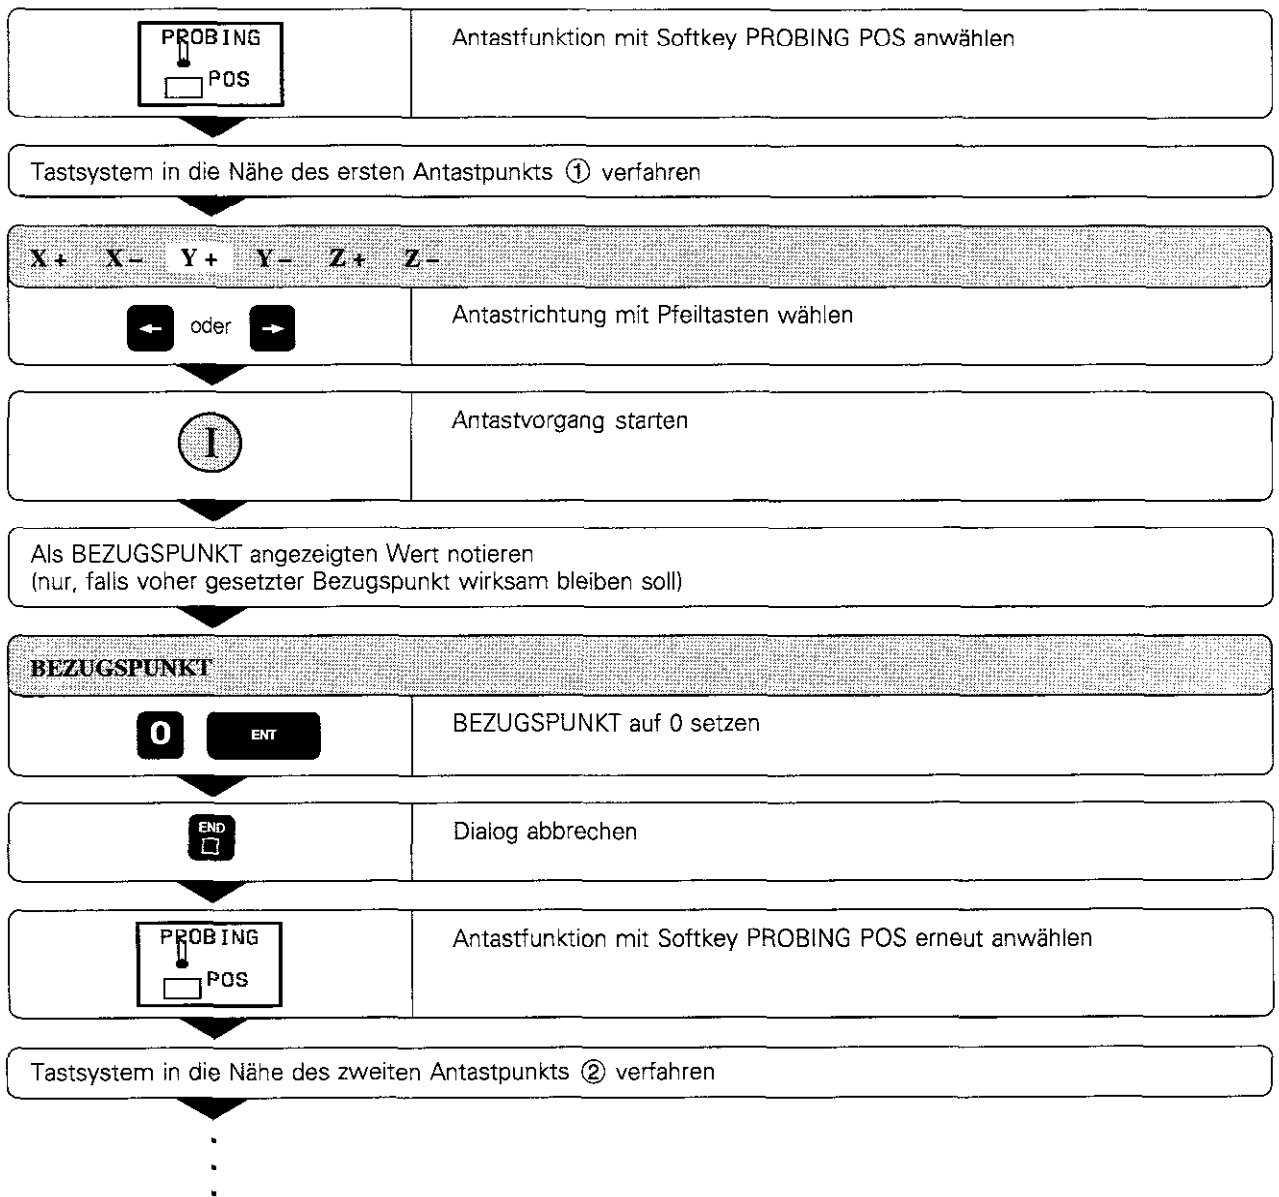 PROBING
POS
Antastfunktion mit Softkey PROBING POS anwählen
Tastsystem in die Nähe des ersten Antastpunkts ① verfahren
X+ X− Y+ Y− Z+ Z−
← oder →
Antastrichtung mit Pfeiltasten wählen
I
Antastvorgang starten
Als BEZUGSPUNKT angezeigten Wert notieren
(nur, falls voher gesetzter Bezugspunkt wirksam bleiben soll)
BEZUGSPUNKT
0 ENT
BEZUGSPUNKT auf 0 setzen
END
Dialog abbrechen
PROBING
POS
Antastfunktion mit Softkey PROBING POS erneut anwählen
Tastsystem in die Nähe des zweiten Antastpunkts ② verfahren